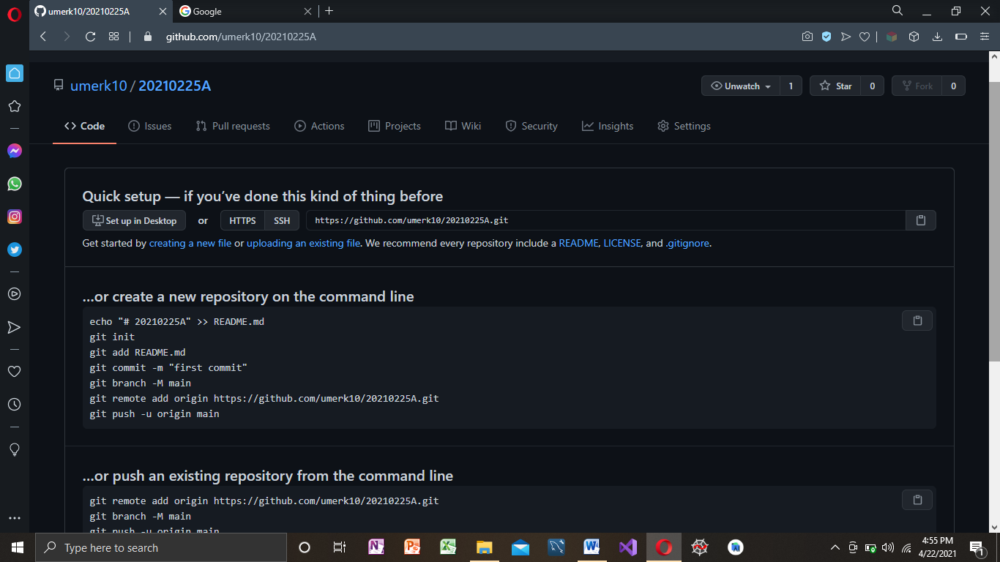 umerk10/20210225A
Google
github.com/umerk10/20210225A
umerk10 / 20210225A
Unwatch 1
Star 0
Fork 0
Code Issues Pull requests Actions Projects Wiki Security Insights Settings
Quick setup — if you’ve done this kind of thing before
Set up in Desktop or HTTPS SSH https://github.com/umerk10/20210225A.git
Get started by creating a new file or uploading an existing file. We recommend every repository include a README, LICENSE, and .gitignore.
…or create a new repository on the command line
echo "# 20210225A" >> README.md
git init
git add README.md
git commit -m "first commit"
git branch -M main
git remote add origin https://github.com/umerk10/20210225A.git
git push -u origin main
…or push an existing repository from the command line
git remote add origin https://github.com/umerk10/20210225A.git
git branch -M main
git push -u origin main
Type here to search
4:55 PM
4/22/2021
1